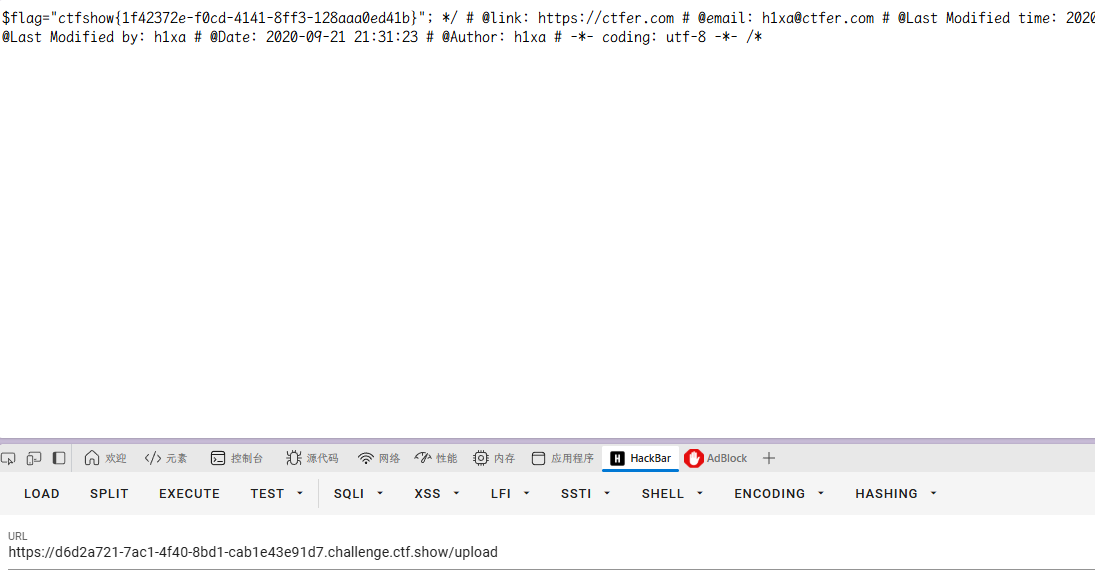 $flag="ctfshow{1f42372e-f0cd-4141-8ff3-128aaa0ed41b}"; */ # @link: https://ctfer.com # @email: h1xa@ctfer.com # @Last Modified time: 2020
@Last Modified by: h1xa # @Date: 2020-09-21 21:31:23 # @Author: h1xa # -*- coding: utf-8 -*- /*
欢迎 元素 控制台 源代码 网络 性能 内存 应用程序 H HackBar AdBlock
LOAD SPLIT EXECUTE TEST SQLI XSS LFI SSTI SHELL ENCODING HASHING
URL
https://d6d2a721-7ac1-4f40-8bd1-cab1e43e91d7.challenge.ctf.show/upload